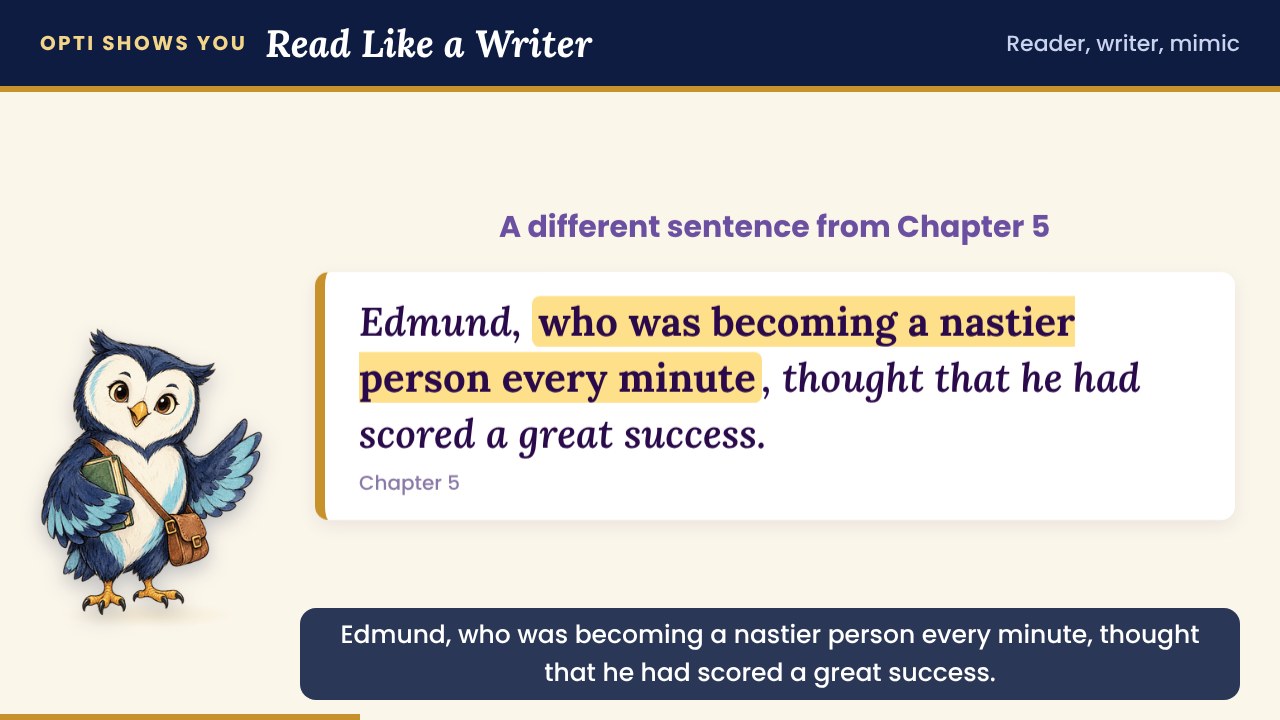 OPTI SHOWS YOU Read Like a Writer
Reader, writer, mimic
A different sentence from Chapter 5
Edmund, who was becoming a nastier
person every minute, thought that he had
scored a great success.
Chapter 5
Edmund, who was becoming a nastier person every minute, thought
that he had scored a great success.